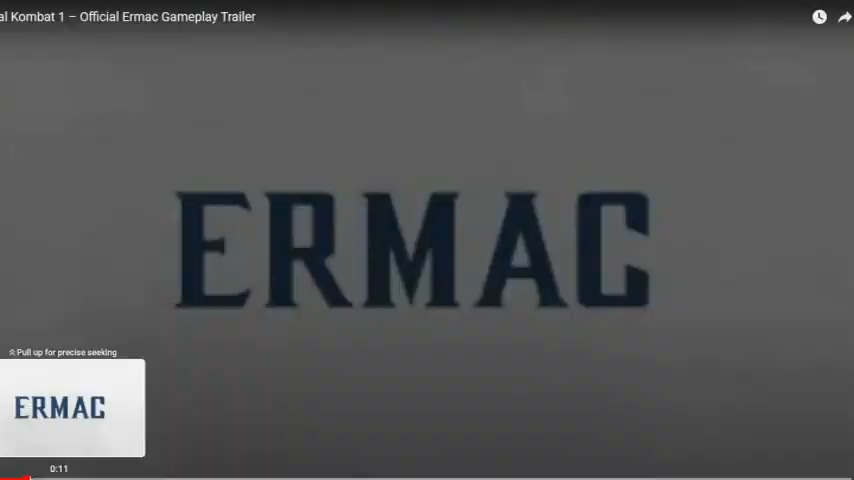 al Kombat 1 – Official Ermac Gameplay Trailer
ERMAC
Pull up for precise seeking
ERMAC
0:11